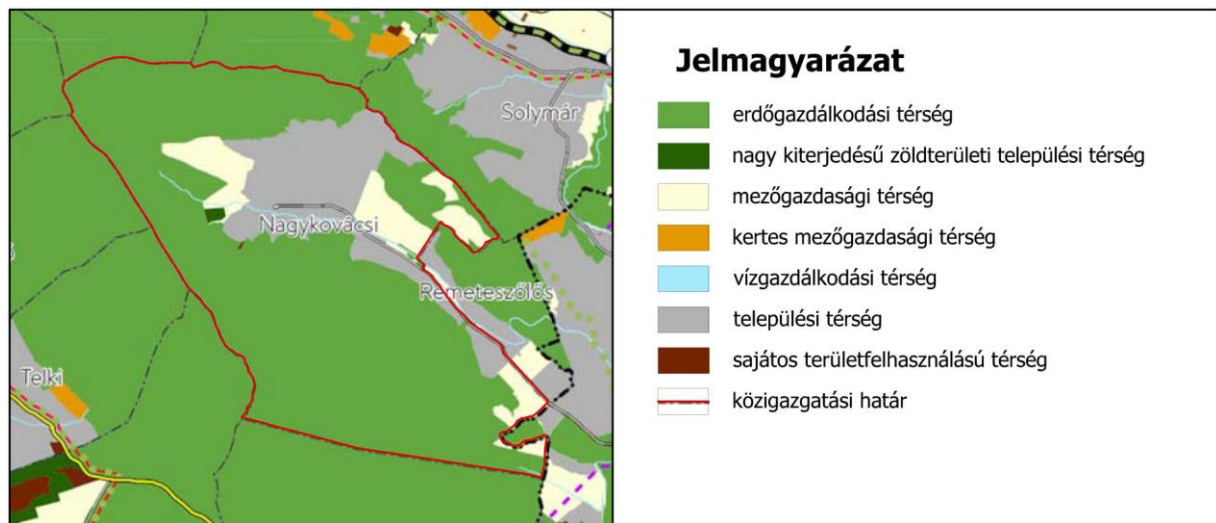 Solymár
Nagykovácsi
Remeteszőlős
Telki
Jelmagyarázat
erdőgazdálkodási térség
nagy kiterjedésű zöldterületi települési térség
mezőgazdasági térség
kertes mezőgazdasági térség
vízgazdálkodási térség
települési térség
sajátos területfelhasználású térség
közigazgatási határ